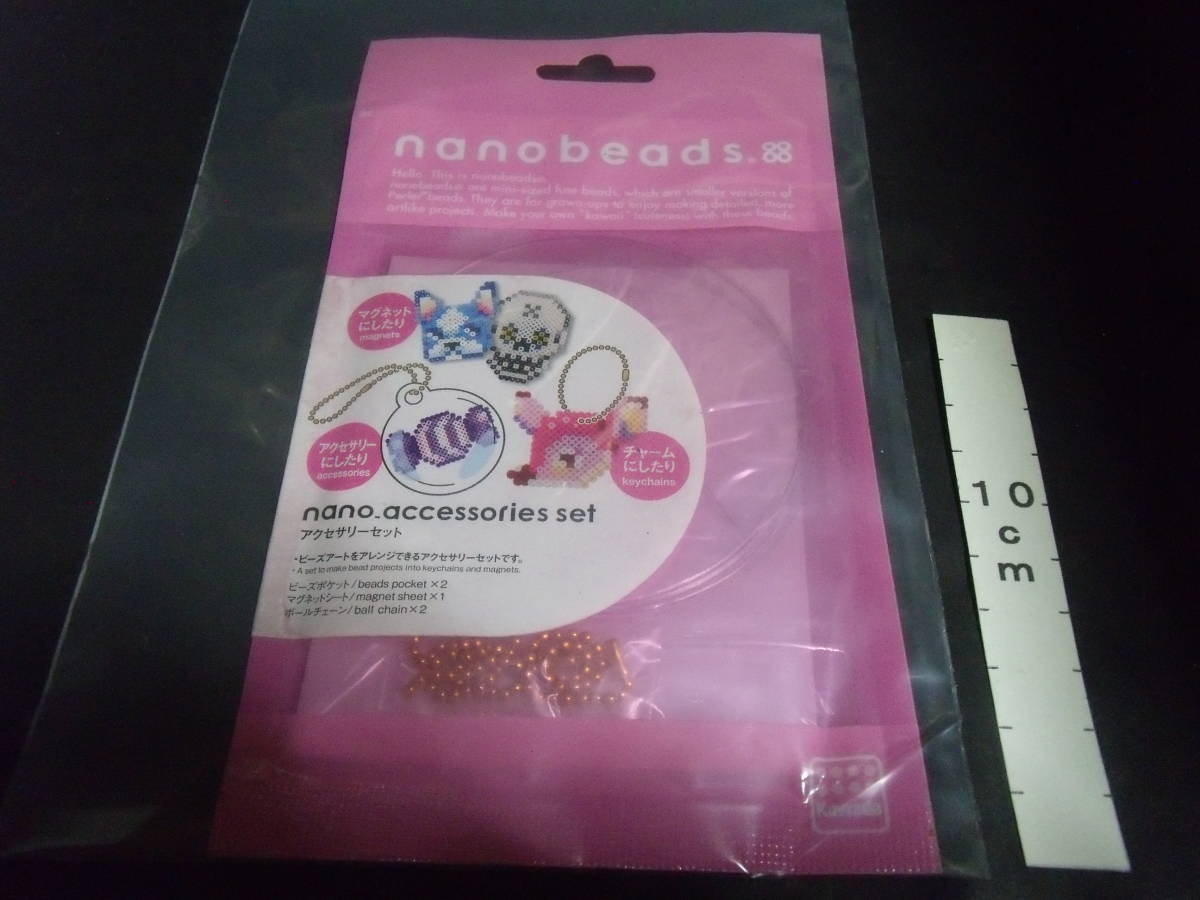 nanobeads®
Hello. This is nanobeads®
nanobeads® are mini-sized fuse beads, which are smaller versions of
Perler™ beads. They are for grown-ups to enjoy making detailed, more
artlike projects. Make your own "kawaii" (cuteness) with these beads.
マグネット
にしたり
magnets
アクセサリー
にしたり
accessories
チャーム
にしたり
keychains
nano_accessories set
アクセサリーセット
・ビーズアートをアレンジできるアクセサリーセットです。
・A set to make bead projects into keychains and magnets.
ビーズポケット/beads pocket×2
マグネットシート/magnet sheet×1
ボールチェーン/ball chain×2
Kawada
10
cm